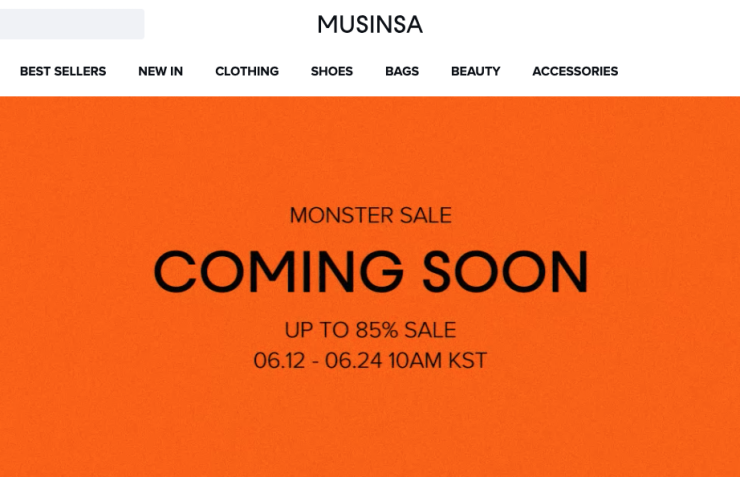 MUSINSA
BEST SELLERS NEW IN CLOTHING SHOES BAGS BEAUTY ACCESSORIES
MONSTER SALE
COMING SOON
UP TO 85% SALE
06.12 - 06.24 10AM KST